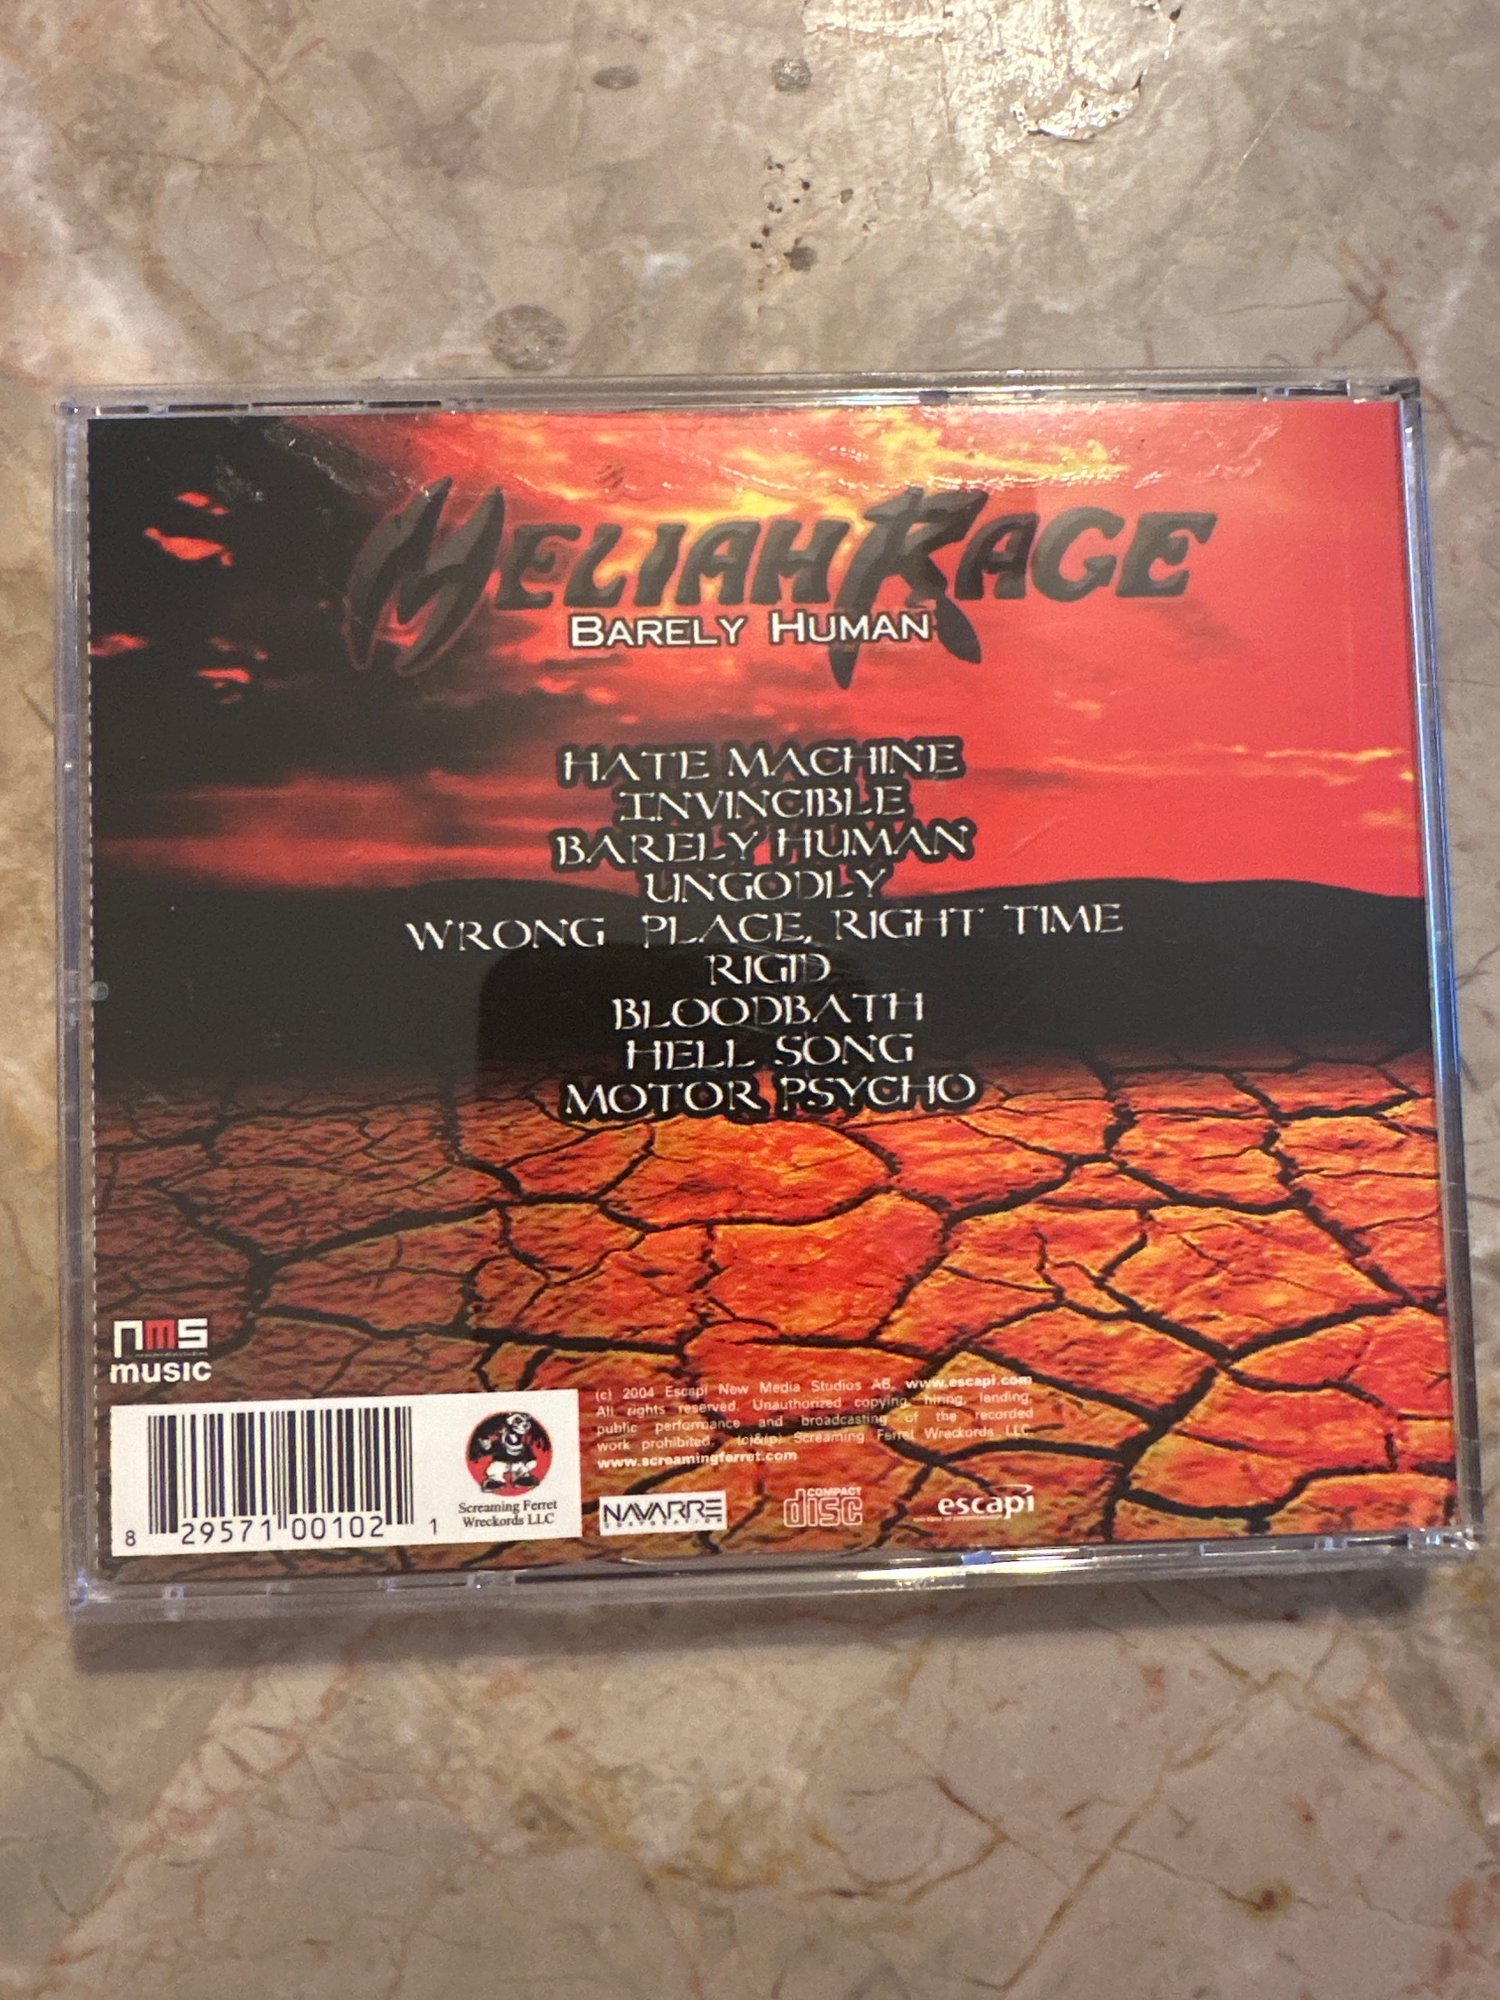 MELIAH RAGE
BARELY HUMAN
HATE MACHINE
INVINCIBLE
BARELY HUMAN
UNGODLY
WRONG PLACE, RIGHT TIME
RIGID
BLOODBATH
HELL SONG
MOTOR PSYCHO
nms
music
(c) 2004 Escapi New Media Studios AB, www.escapi.com
All rights reserved. Unauthorized copying, hiring, lending,
public performance and broadcasting of the recorded
work prohibited. (c)&(p) Screaming Ferret Wreckords LLC
www.screamingferret.com
Screaming Ferret
Wreckords LLC
8 29571 00102 1
NAVARRE
CORPORATION
COMPACT
disc
escapi